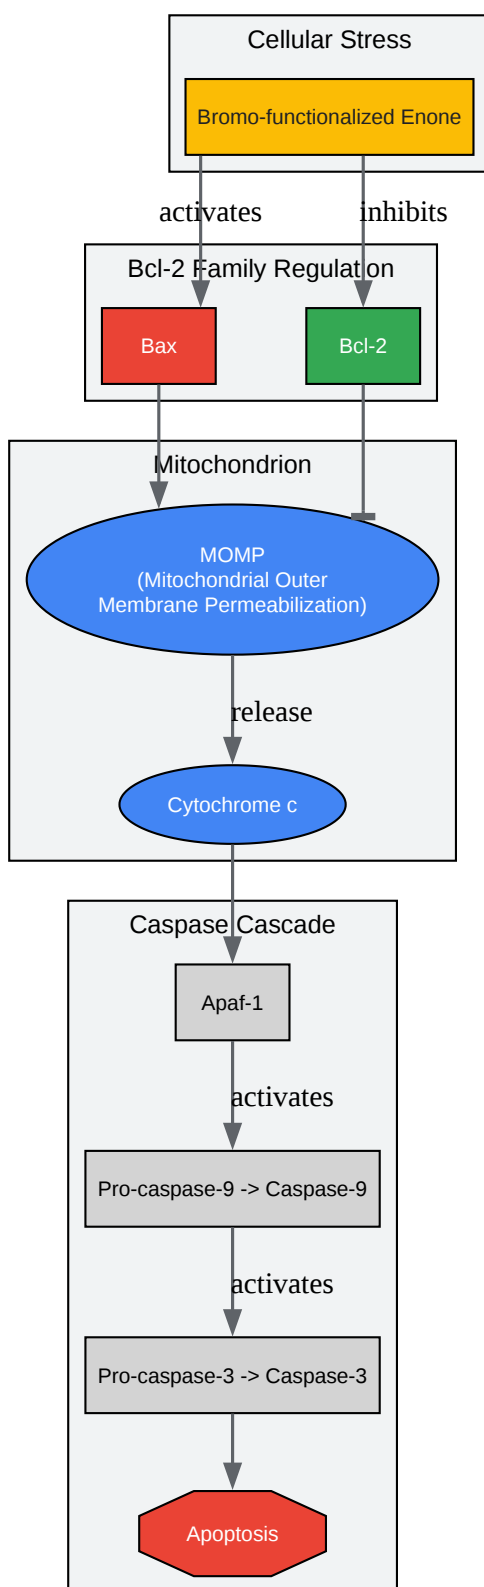 Cellular Stress
Bromo-functionalized Enone
activates
inhibits
Bcl-2 Family Regulation
Bax
Bcl-2
Mitochondrion
MOMP
(Mitochondrial Outer
Membrane Permeabilization)
release
Cytochrome c
Caspase Cascade
Apaf-1
activates
Pro-caspase-9 -> Caspase-9
activates
Pro-caspase-3 -> Caspase-3
Apoptosis